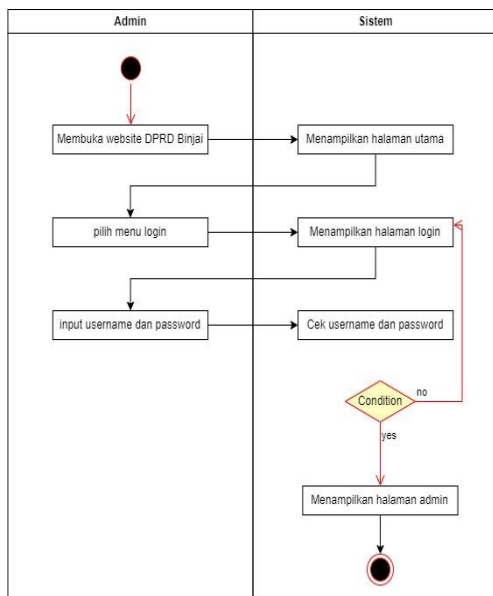 Admin
Sistem
Membuka website DPRD Binjai
Menampilkan halaman utama
pilih menu login
Menampilkan halaman login
input username dan password
Cek username dan password
Condition
no
yes
Menampilkan halaman admin